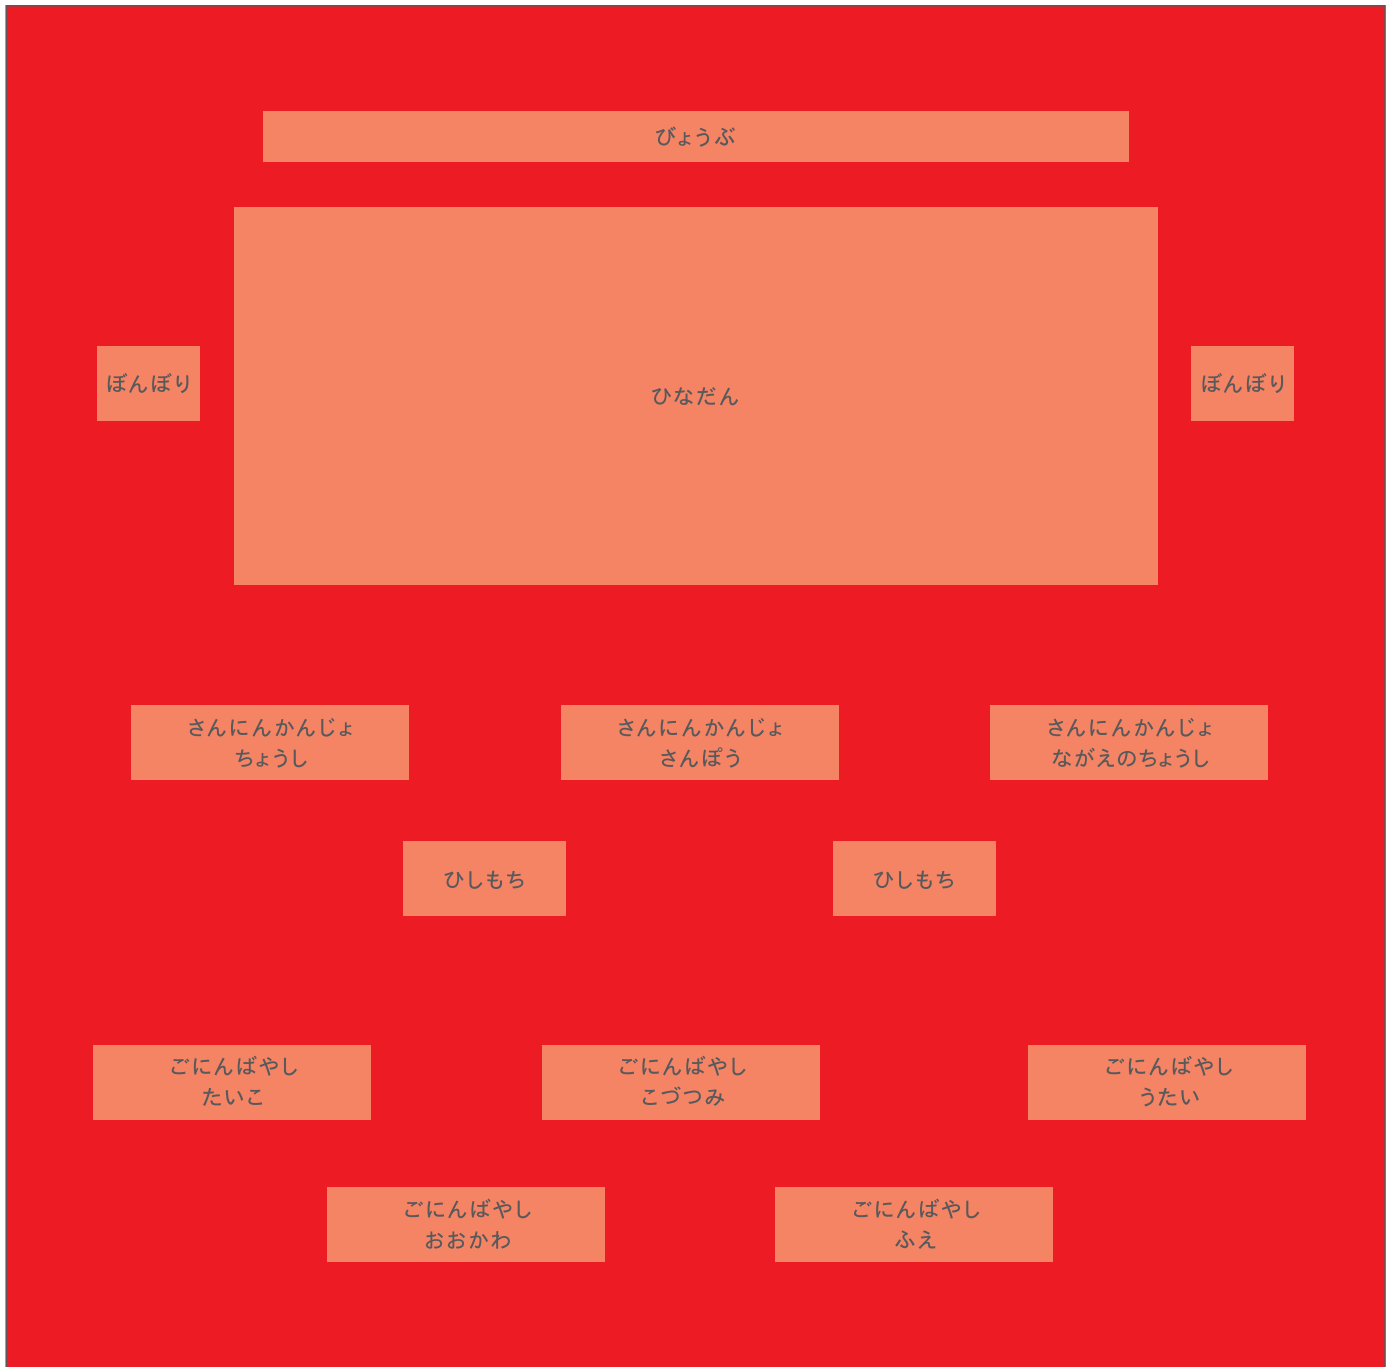 びょうぶ
ひなだん
ぼんぼり
ぼんぼり
さんにんかんじょ
ちょうし
さんにんかんじょ
さんぽう
さんにんかんじょ
ながえのちょうし
ひしもち
ひしもち
ごにんばやし
たいこ
ごにんばやし
こづつみ
ごにんばやし
うたい
ごにんばやし
おおかわ
ごにんばやし
ふえ